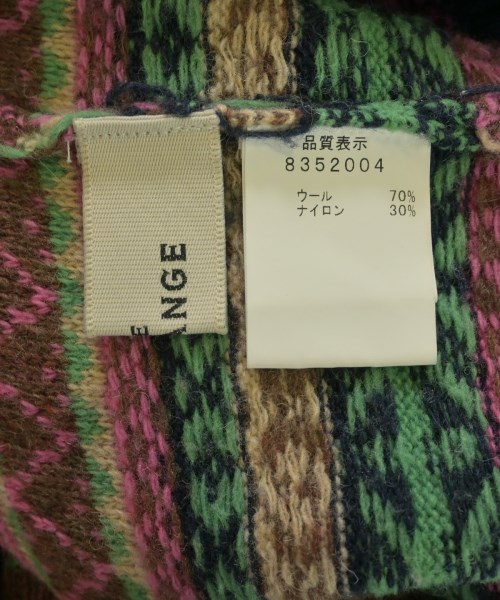 品質表示
8352004
ウール 70%
ナイロン 30%
E
ANGE